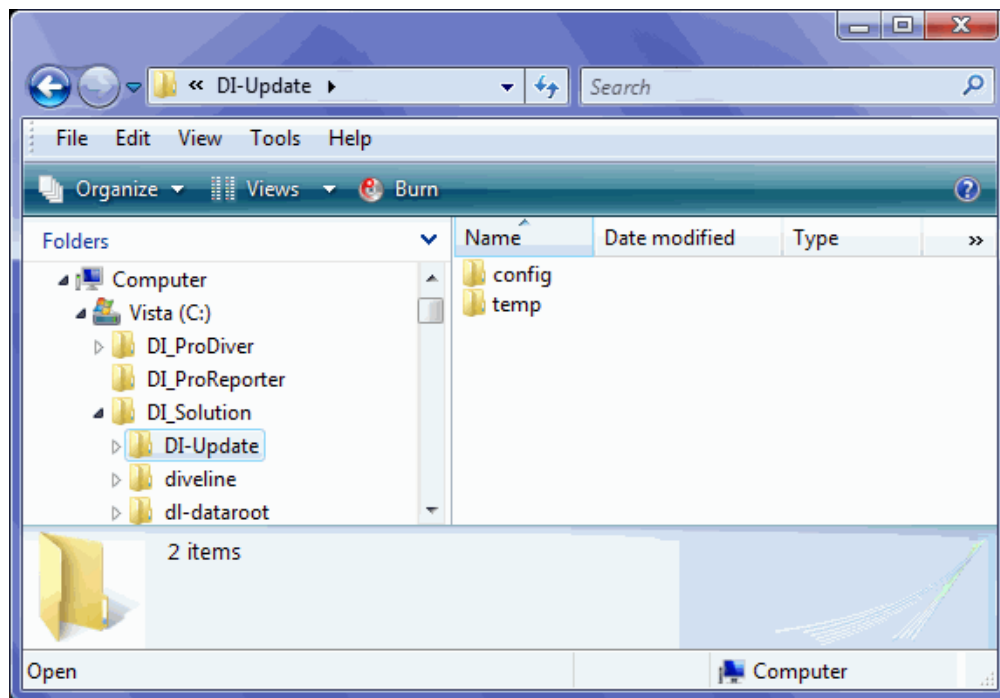 « DI-Update
Search
File Edit View Tools Help
Organize Views Burn
Folders
Name Date modified Type »
Computer
Vista (C:)
DI_ProDiver
DI_ProReporter
DI_Solution
DI-Update
diveline
dl-dataroot
config
temp
2 items
Open
Computer